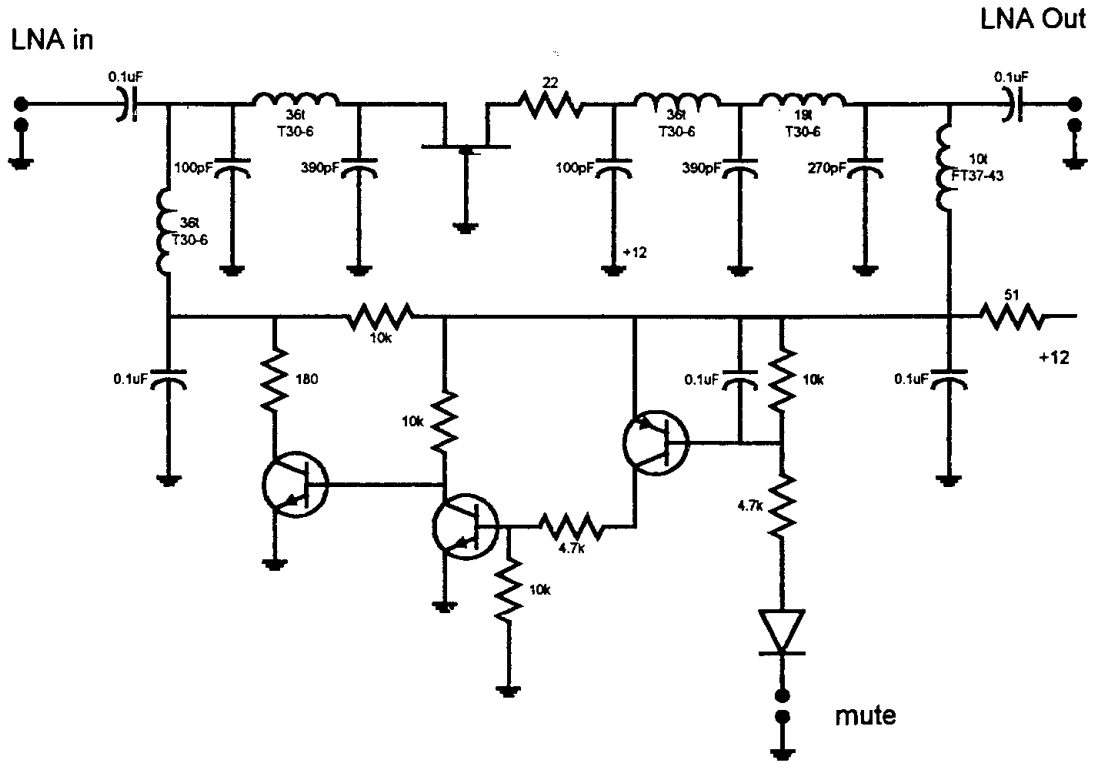 LNA Out
LNA in
0.1uF
22
0.1uF
36t
T30-6
36t
T30-6
19t
T30-6
10t
FT37-43
100pF
390pF
100pF
390pF
270pF
36t
T30-6
+12
51
10k
+12
0.1uF
180
0.1uF
10k
0.1uF
10k
4.7k
4.7k
10k
mute